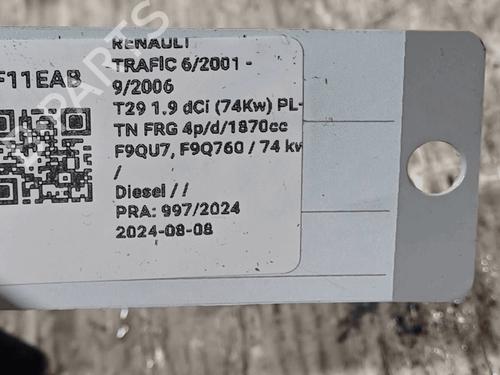 F11EAB
RENAULT
TRAFIC 6/2001 -
9/2006
T29 1.9 dCi (74Kw) PL-
TN FRG 4p/d/1870cc
F9QU7, F9Q760 / 74 kv
/
Diesel / /
PRA: 997/2024
2024-08-08